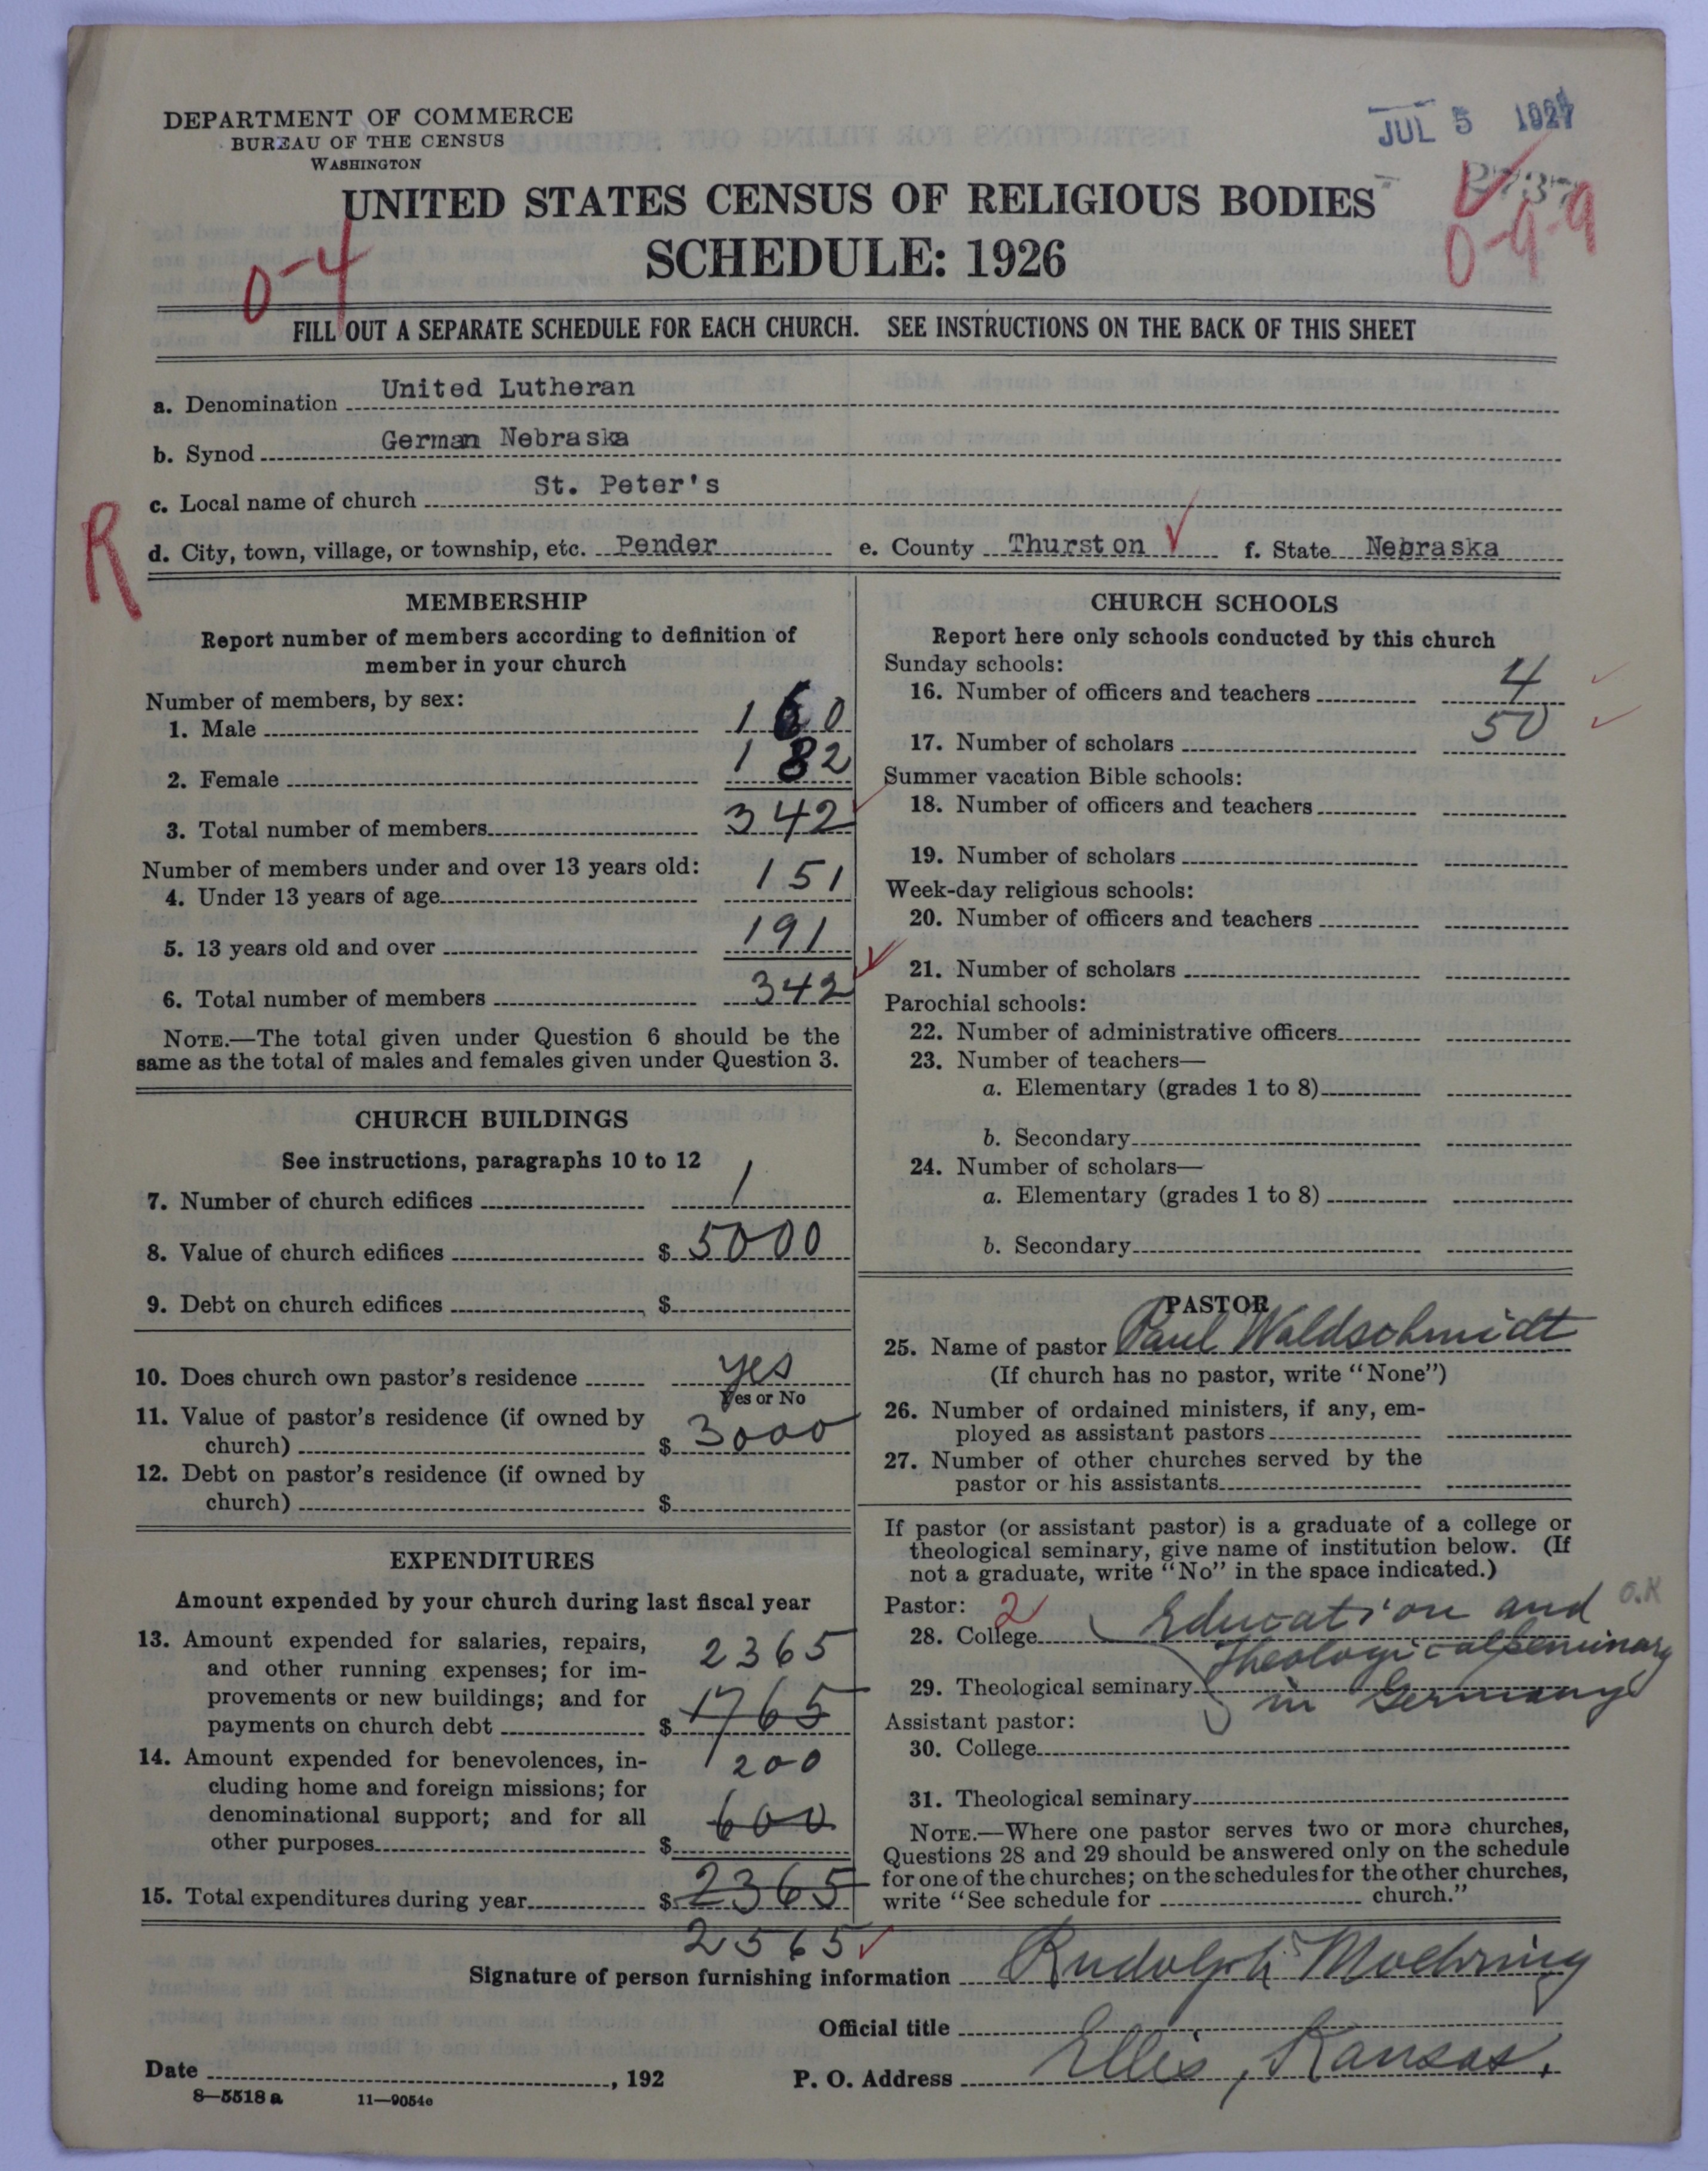 DEPARTMENT OF COMMERCE
BUREAU OF THE CENSUS
WASHINGTON
JUL 5 1927
UNITED STATES CENSUS OF RELIGIOUS BODIES
SCHEDULE: 1926
0-4
0-9-9
FILL OUT A SEPARATE SCHEDULE FOR EACH CHURCH. SEE INSTRUCTIONS ON THE BACK OF THIS SHEET
a. Denomination United Lutheran
b. Synod German Nebraska
c. Local name of church St. Peter's
R
d. City, town, village, or township, etc. Pender e. County Thurston ✓ f. State Nebraska
MEMBERSHIP
Report number of members according to definition of
member in your church
Number of members, by sex:
1. Male 160
2. Female 182
3. Total number of members 342
Number of members under and over 13 years old:
4. Under 13 years of age 151
5. 13 years old and over 191
6. Total number of members 342
NOTE.—The total given under Question 6 should be the
same as the total of males and females given under Question 3.
CHURCH BUILDINGS
See instructions, paragraphs 10 to 12
7. Number of church edifices 1
8. Value of church edifices $ 5000
9. Debt on church edifices $
10. Does church own pastor's residence yes
Yes or No
11. Value of pastor's residence (if owned by
church) $ 3000
12. Debt on pastor's residence (if owned by
church) $
EXPENDITURES
Amount expended by your church during last fiscal year
13. Amount expended for salaries, repairs, 2365
and other running expenses; for im-
provements or new buildings; and for
payments on church debt $ 1765
14. Amount expended for benevolences, in- 200
cluding home and foreign missions; for
denominational support; and for all 600
other purposes $
15. Total expenditures during year $ 2365
2565 ✓
CHURCH SCHOOLS
Report here only schools conducted by this church
Sunday schools:
16. Number of officers and teachers 4
17. Number of scholars 50
Summer vacation Bible schools:
18. Number of officers and teachers
19. Number of scholars
Week-day religious schools:
20. Number of officers and teachers
21. Number of scholars
Parochial schools:
22. Number of administrative officers
23. Number of teachers—
a. Elementary (grades 1 to 8)
b. Secondary
24. Number of scholars—
a. Elementary (grades 1 to 8)
b. Secondary
PASTOR
25. Name of pastor Paul Waldschmidt
(If church has no pastor, write "None")
26. Number of ordained ministers, if any, em-
ployed as assistant pastors
27. Number of other churches served by the
pastor or his assistants
If pastor (or assistant pastor) is a graduate of a college or
theological seminary, give name of institution below. (If
not a graduate, write "No" in the space indicated.)
Pastor: 2
28. College Education and O.K
Theological seminary
29. Theological seminary in Germany
Assistant pastor:
30. College
31. Theological seminary
NOTE.—Where one pastor serves two or more churches,
Questions 28 and 29 should be answered only on the schedule
for one of the churches; on the schedules for the other churches,
write "See schedule for church."
Signature of person furnishing information Rudolph Moehring
Official title
Date , 192 P. O. Address Ellis, Kansas.
8—5518 a 11—9054c